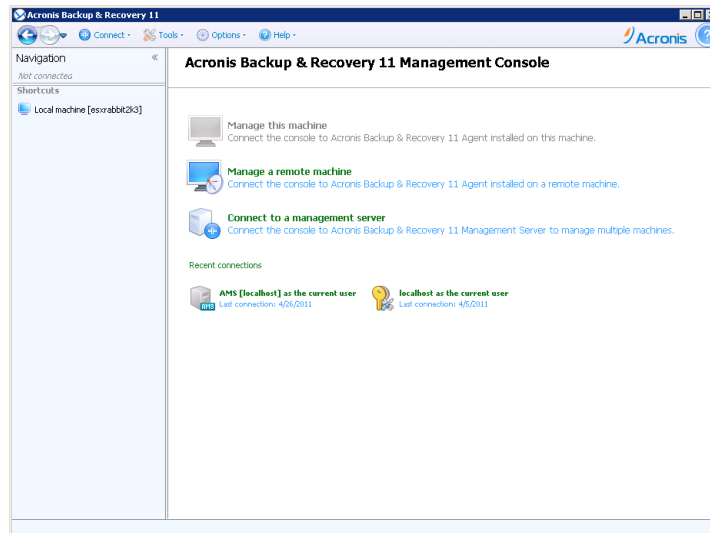 Acronis Backup & Recovery 11
Connect Tools Options Help
Acronis
Navigation
Not connected
Shortcuts
Local machine [esxrabbit2k3]
Acronis Backup & Recovery 11 Management Console
Manage this machine
Connect the console to Acronis Backup & Recovery 11 Agent installed on this machine.
Manage a remote machine
Connect the console to Acronis Backup & Recovery 11 Agent installed on a remote machine.
Connect to a management server
Connect the console to Acronis Backup & Recovery 11 Management Server to manage multiple machines.
Recent connections
AMS [localhost] as the current user
Last connection: 4/26/2011
AMS
localhost as the current user
Last connection: 4/5/2011